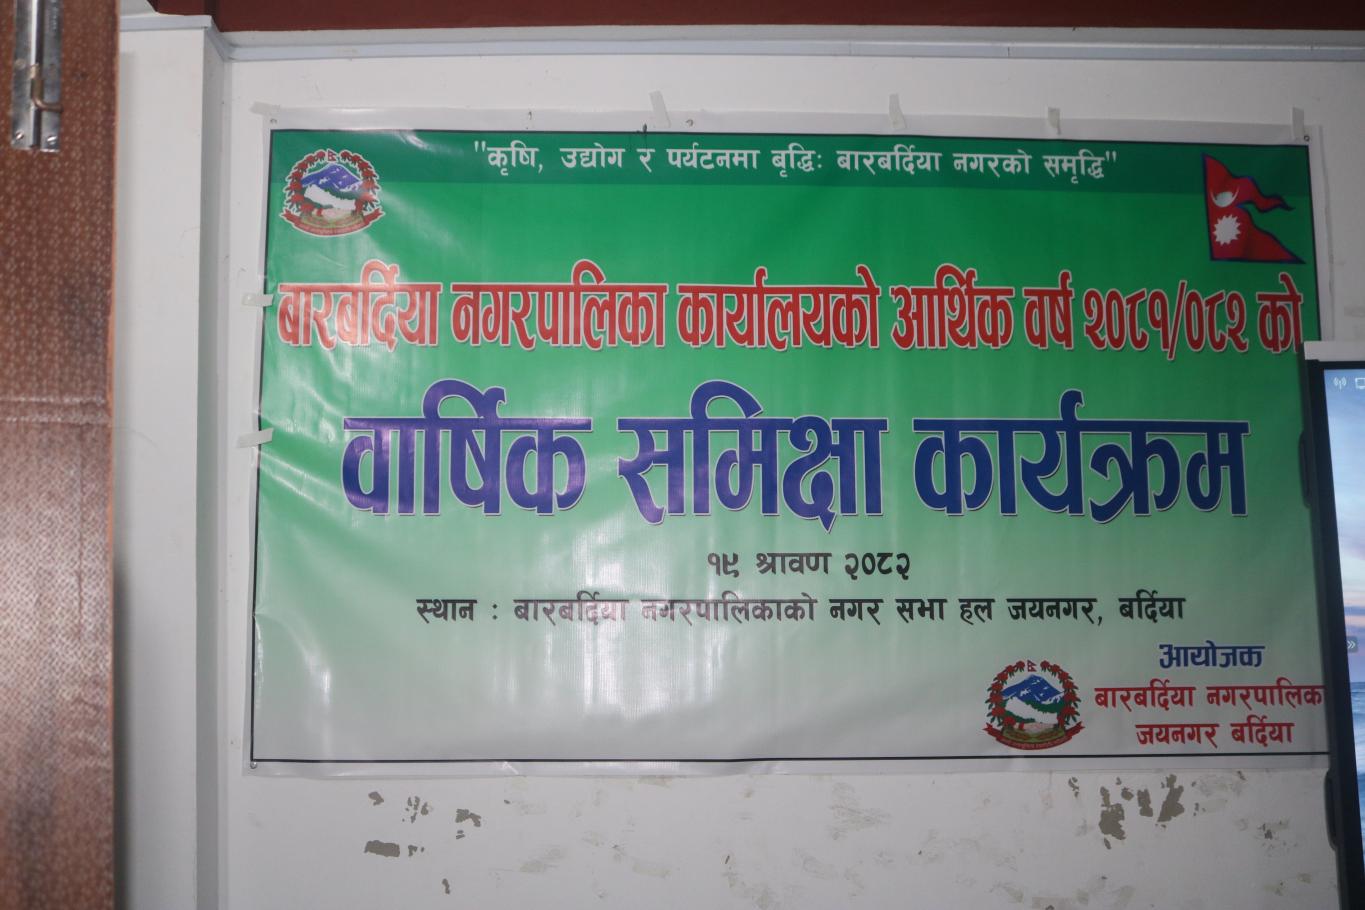 "कृषि, उद्योग र पर्यटनमा बृद्धिः बारबर्दिया नगरको समृद्धि"
बारबर्दिया नगरपालिका कार्यालयको आर्थिक वर्ष २०८१/०८२ को
वार्षिक समिक्षा कार्यक्रम
१९ श्रावण २०८२
स्थान : बारबर्दिया नगरपालिकाको नगर सभा हल जयनगर, बर्दिया
आयोजक
बारबर्दिया नगरपालिका
जयनगर बर्दिया